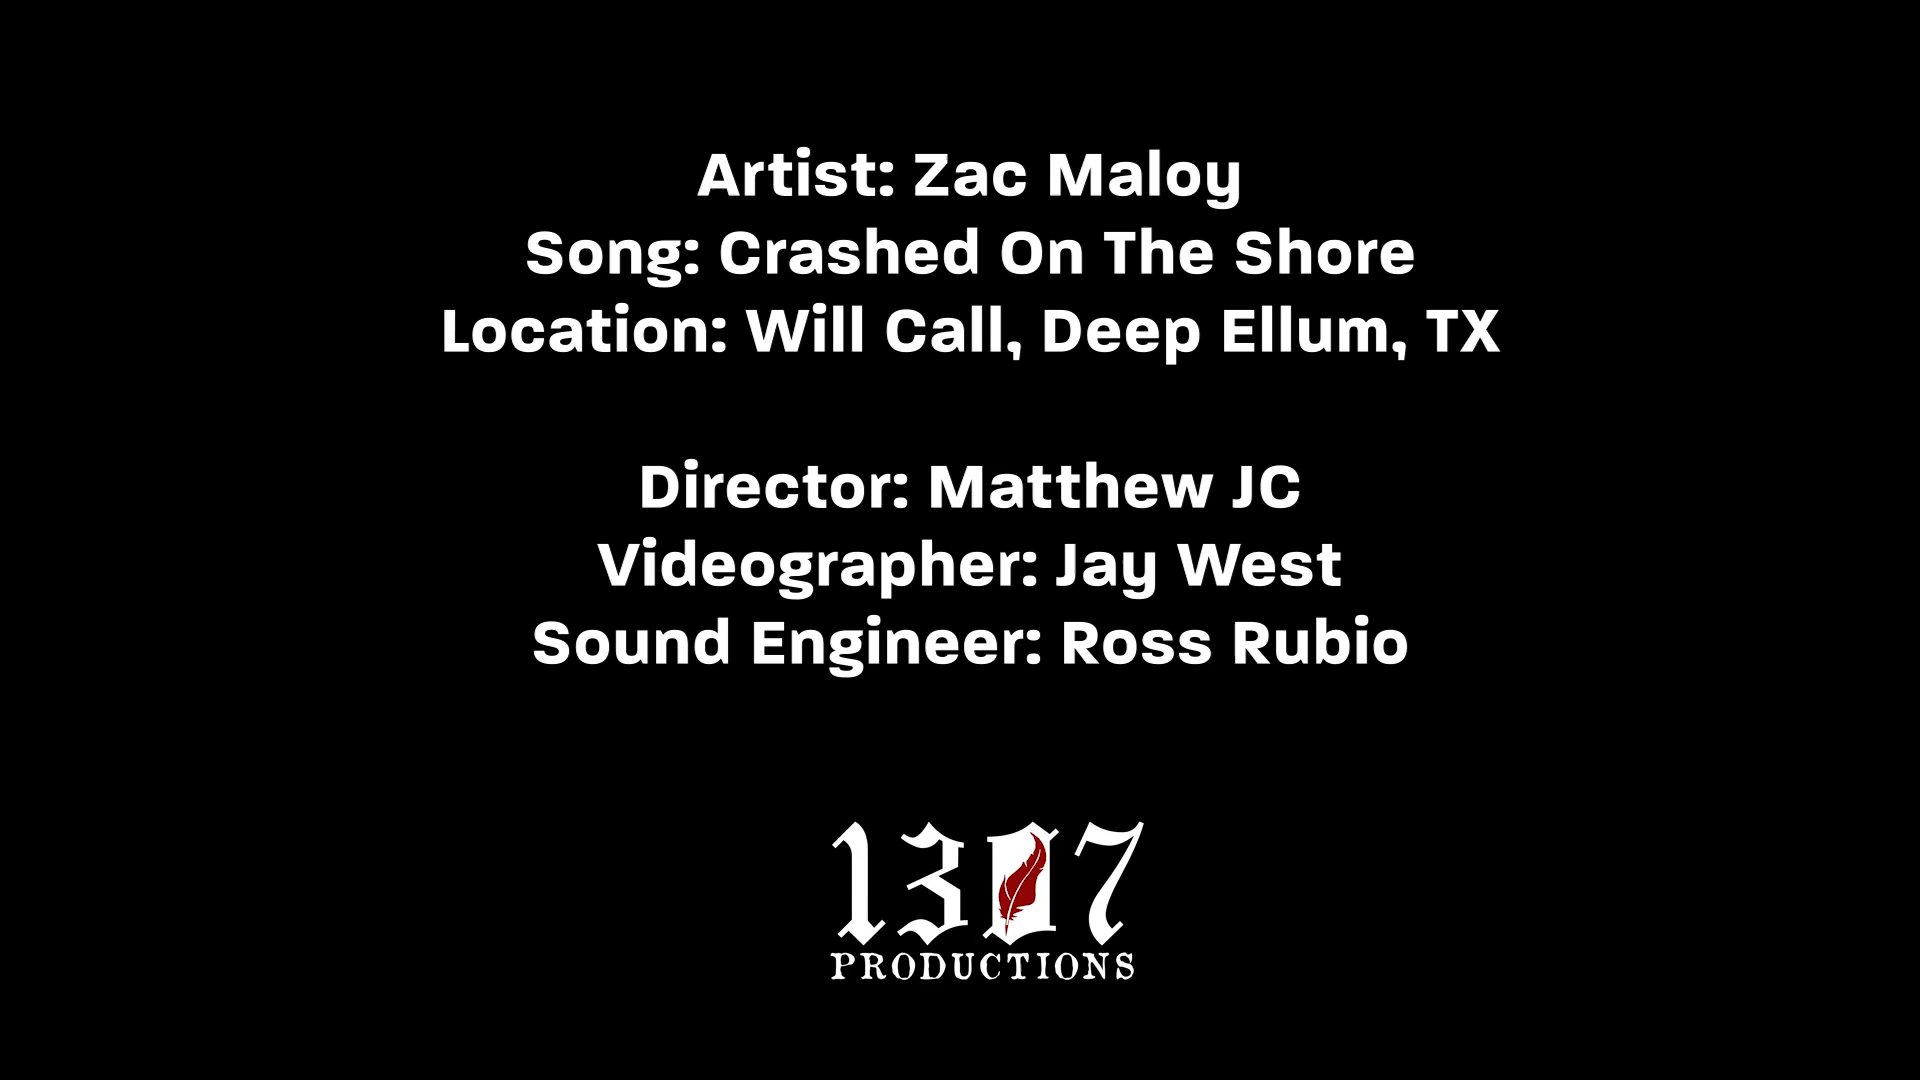 Artist: Zac Maloy
Song: Crashed On The Shore
Location: Will Call, Deep Ellum, TX
Director: Matthew JC
Videographer: Jay West
Sound Engineer: Ross Rubio
1307
PRODUCTIONS